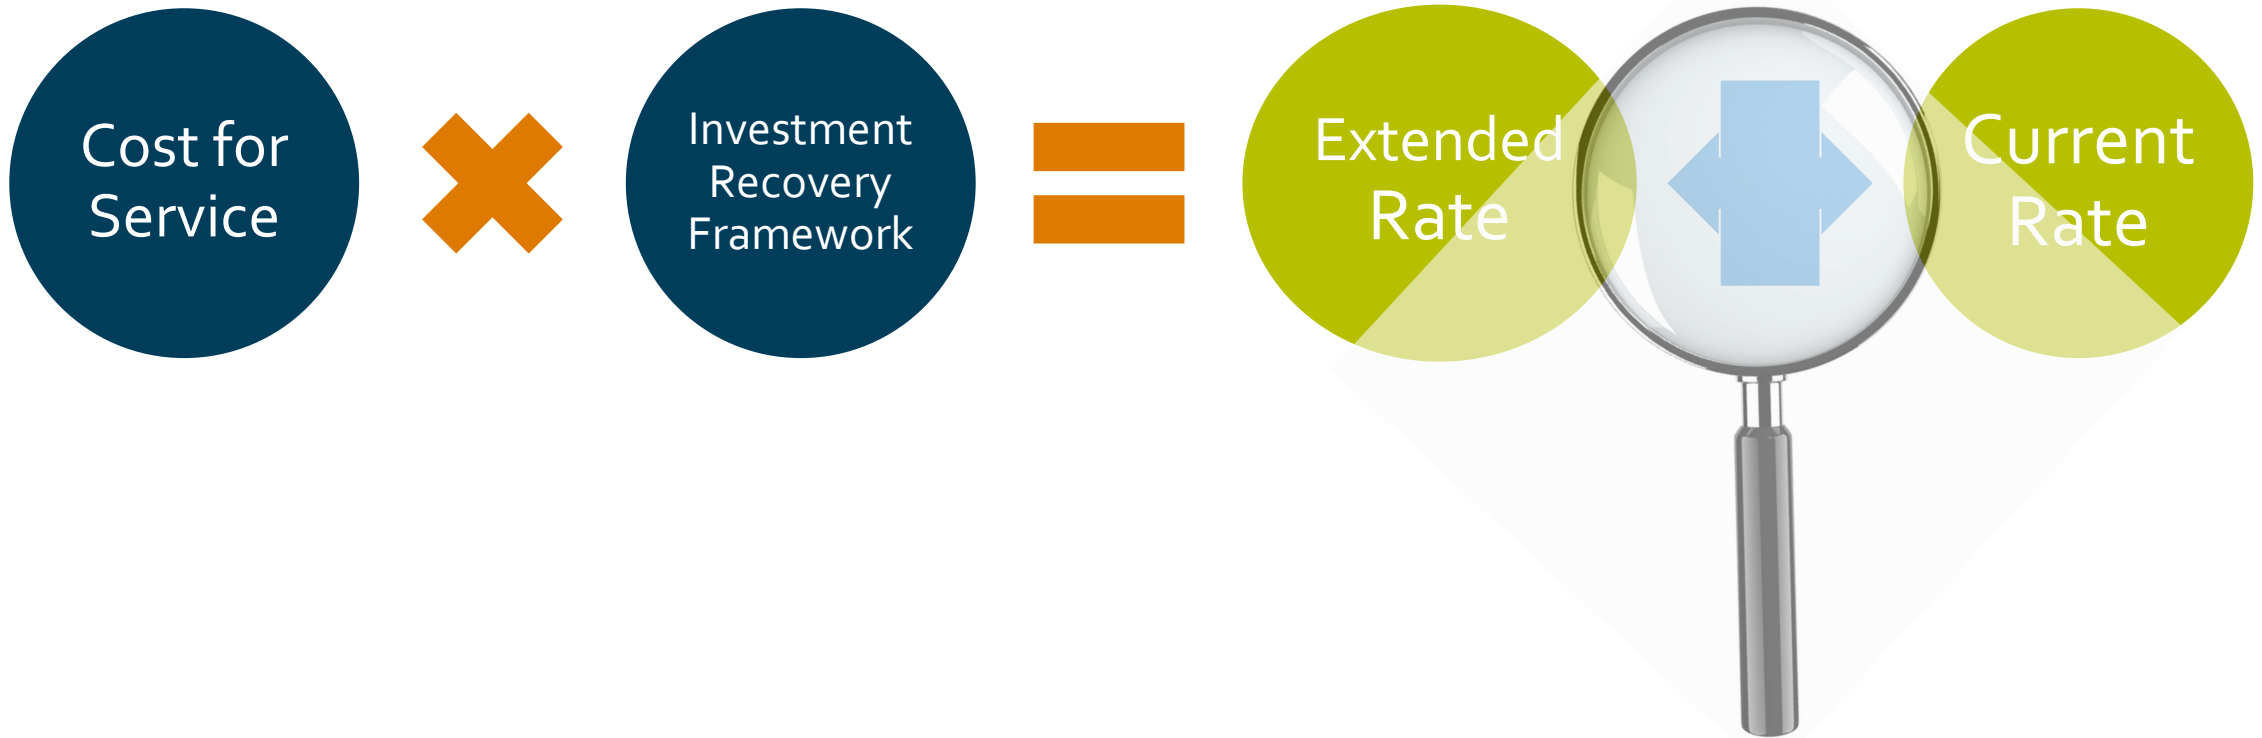 Cost for
Service
Investment
Recovery
Framework
Extended
Rate
Current
Rate